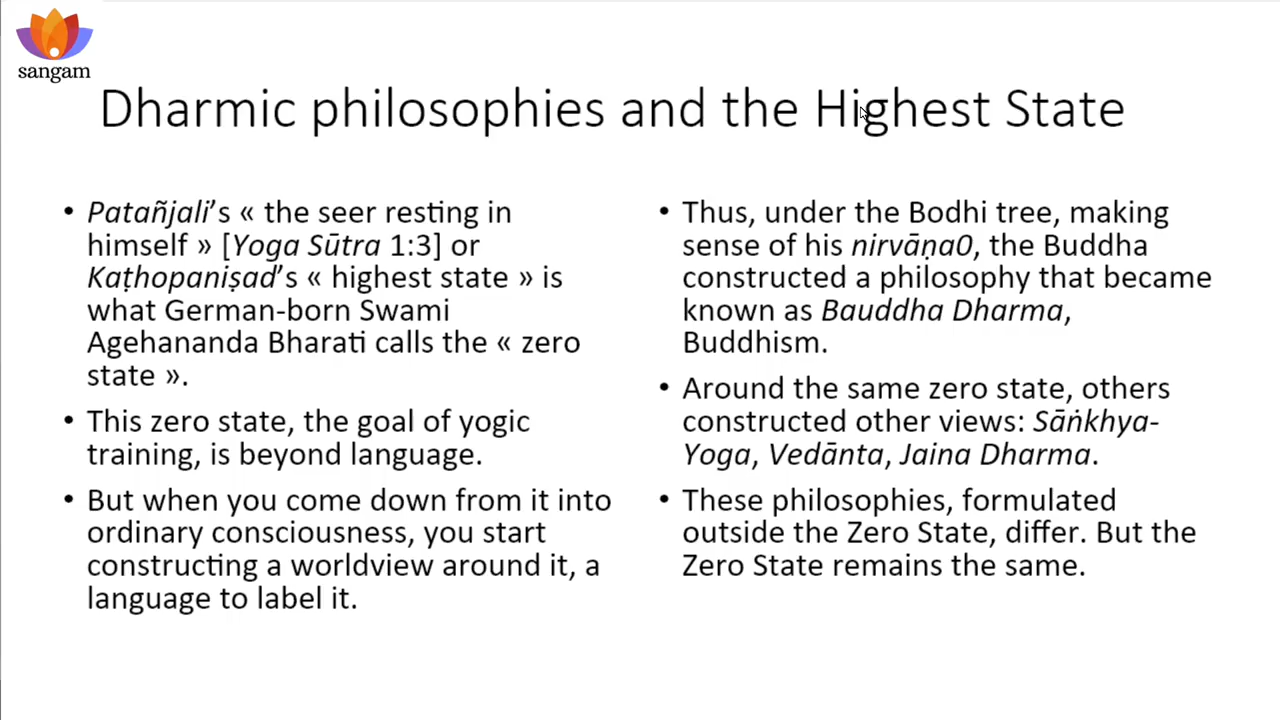 sangam
Dharmic philosophies and the Highest State
• Patañjali’s « the seer resting in
himself » [Yoga Sūtra 1:3] or
Kaṭhopaniṣad’s « highest state » is
what German-born Swami
Agehananda Bharati calls the « zero
state ».
• This zero state, the goal of yogic
training, is beyond language.
• But when you come down from it into
ordinary consciousness, you start
constructing a worldview around it, a
language to label it.
• Thus, under the Bodhi tree, making
sense of his nirvāṇa0, the Buddha
constructed a philosophy that became
known as Bauddha Dharma,
Buddhism.
• Around the same zero state, others
constructed other views: Sāṅkhya-
Yoga, Vedānta, Jaina Dharma.
• These philosophies, formulated
outside the Zero State, differ. But the
Zero State remains the same.